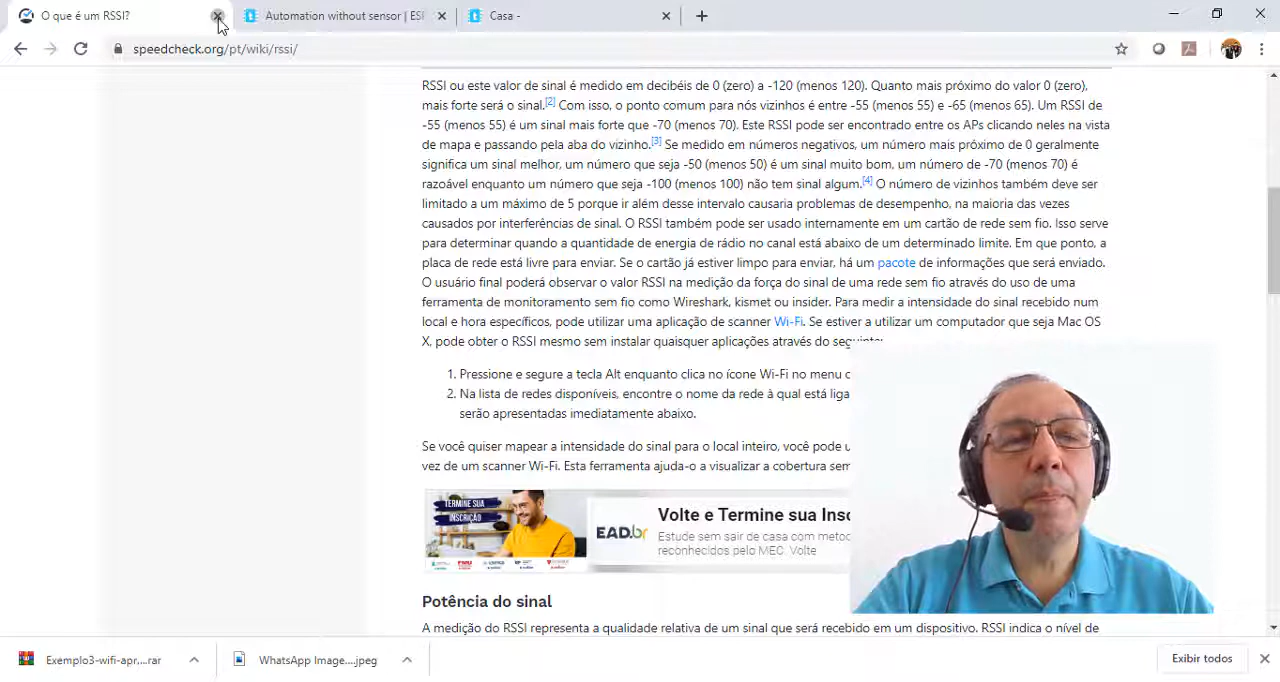 O que é um RSSI?
Automation without sensor | ESP
Casa -
speedcheck.org/pt/wiki/rssi/
RSSI ou este valor de sinal é medido em decibéis de 0 (zero) a -120 (menos 120). Quanto mais próximo do valor 0 (zero),
mais forte será o sinal.[2] Com isso, o ponto comum para nós vizinhos é entre -55 (menos 55) e -65 (menos 65). Um RSSI de
-55 (menos 55) é um sinal mais forte que -70 (menos 70). Este RSSI pode ser encontrado entre os APs clicando neles na vista
de mapa e passando pela aba do vizinho.[3] Se medido em números negativos, um número mais próximo de 0 geralmente
significa um sinal melhor, um número que seja -50 (menos 50) é um sinal muito bom, um número de -70 (menos 70) é
razoável enquanto um número que seja -100 (menos 100) não tem sinal algum.[4] O número de vizinhos também deve ser
limitado a um máximo de 5 porque ir além desse intervalo causaria problemas de desempenho, na maioria das vezes
causados por interferências de sinal. O RSSI também pode ser usado internamente em um cartão de rede sem fio. Isso serve
para determinar quando a quantidade de energia de rádio no canal está abaixo de um determinado limite. Em que ponto, a
placa de rede está livre para enviar. Se o cartão já estiver limpo para enviar, há um pacote de informações que será enviado.
O usuário final poderá observar o valor RSSI na medição da força do sinal de uma rede sem fio através do uso de uma
ferramenta de monitoramento sem fio como Wireshark, kismet ou insider. Para medir a intensidade do sinal recebido num
local e hora específicos, pode utilizar uma aplicação de scanner Wi-Fi. Se estiver a utilizar um computador que seja Mac OS
X, pode obter o RSSI mesmo sem instalar quaisquer aplicações através do seguinte:
1. Pressione e segure a tecla Alt enquanto clica no ícone Wi-Fi no menu
2. Na lista de redes disponíveis, encontre o nome da rede à qual está liga
serão apresentadas imediatamente abaixo.
Se você quiser mapear a intensidade do sinal para o local inteiro, você pode u
vez de um scanner Wi-Fi. Esta ferramenta ajuda-o a visualizar a cobertura sem
TERMINE SUA
INSCRIÇÃO
EAD.br
Volte e Termine sua Insc
Estude sem sair de casa com metod
reconhecidos pelo MEC. Volte
Potência do sinal
A medição do RSSI representa a qualidade relativa de um sinal que será recebido em um dispositivo. RSSI indica o nível de
Exemplo3-wifi-apr....rar
WhatsApp Image....jpeg
Exibir todos